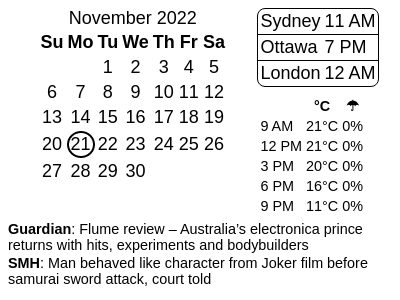 November 2022
Su Mo Tu We Th Fr Sa
1 2 3 4 5
6 7 8 9 10 11 12
13 14 15 16 17 18 19
20 21 22 23 24 25 26
27 28 29 30
Sydney 11 AM
Ottawa 7 PM
London 12 AM
°C ☂
9 AM 21°C 0%
12 PM 21°C 0%
3 PM 20°C 0%
6 PM 16°C 0%
9 PM 11°C 0%
Guardian: Flume review – Australia's electronica prince
returns with hits, experiments and bodybuilders
SMH: Man behaved like character from Joker film before
samurai sword attack, court told